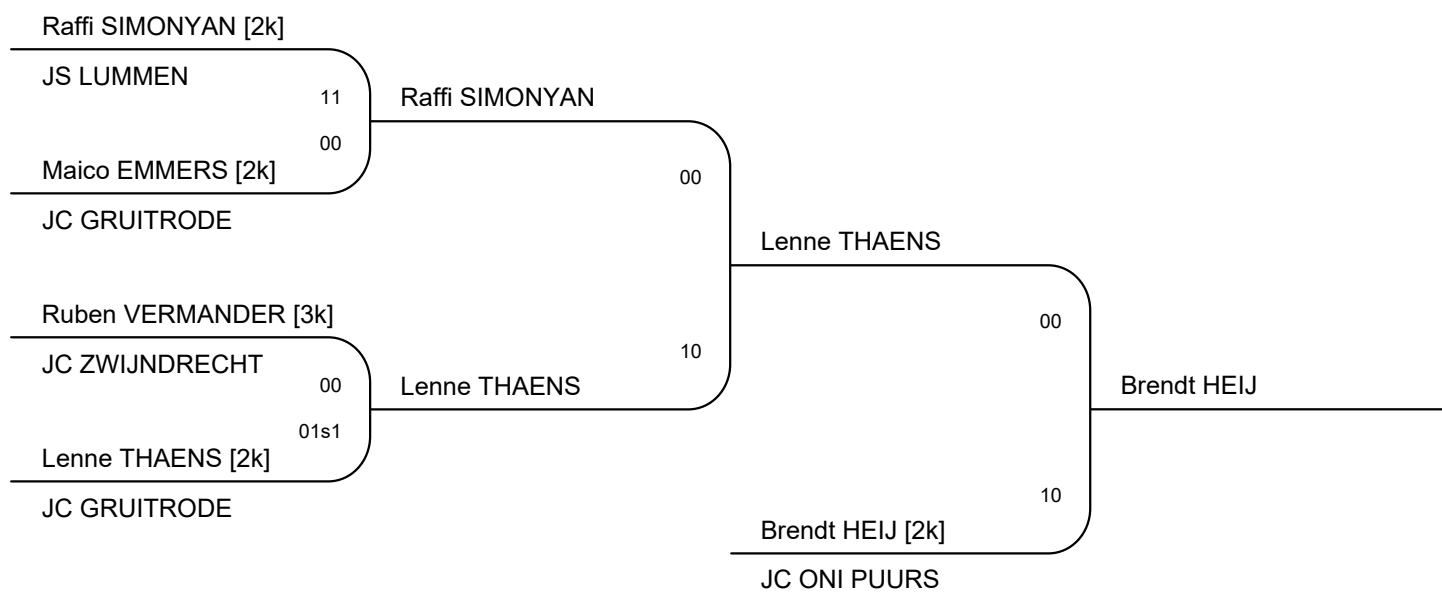 Raffi SIMONYAN [2k]
JS LUMMEN
11
Raffi SIMONYAN
00
Maico EMMERS [2k]
00
JC GRUITRODE
Lenne THAENS
Ruben VERMANDER [3k]
00
JC ZWIJNDRECHT
10
00
Lenne THAENS
Brendt HEIJ
01s1
Lenne THAENS [2k]
10
JC GRUITRODE
Brendt HEIJ [2k]
JC ONI PUURS